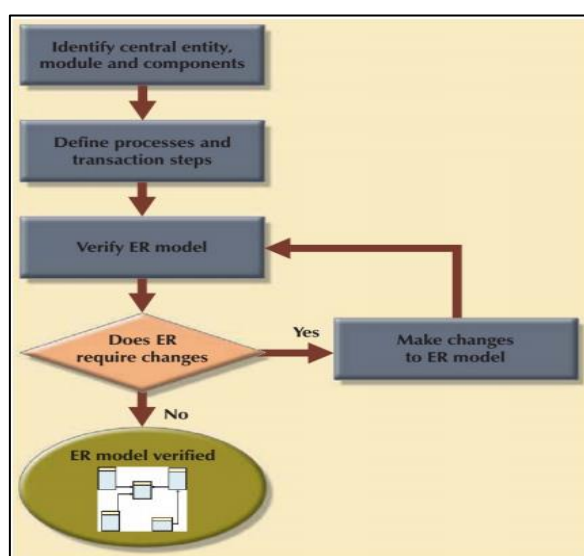 Identify central entity,
module and components
Define processes and
transaction steps
Verify ER model
Does ER
require changes
Yes
Make changes
to ER model
No
ER model verified